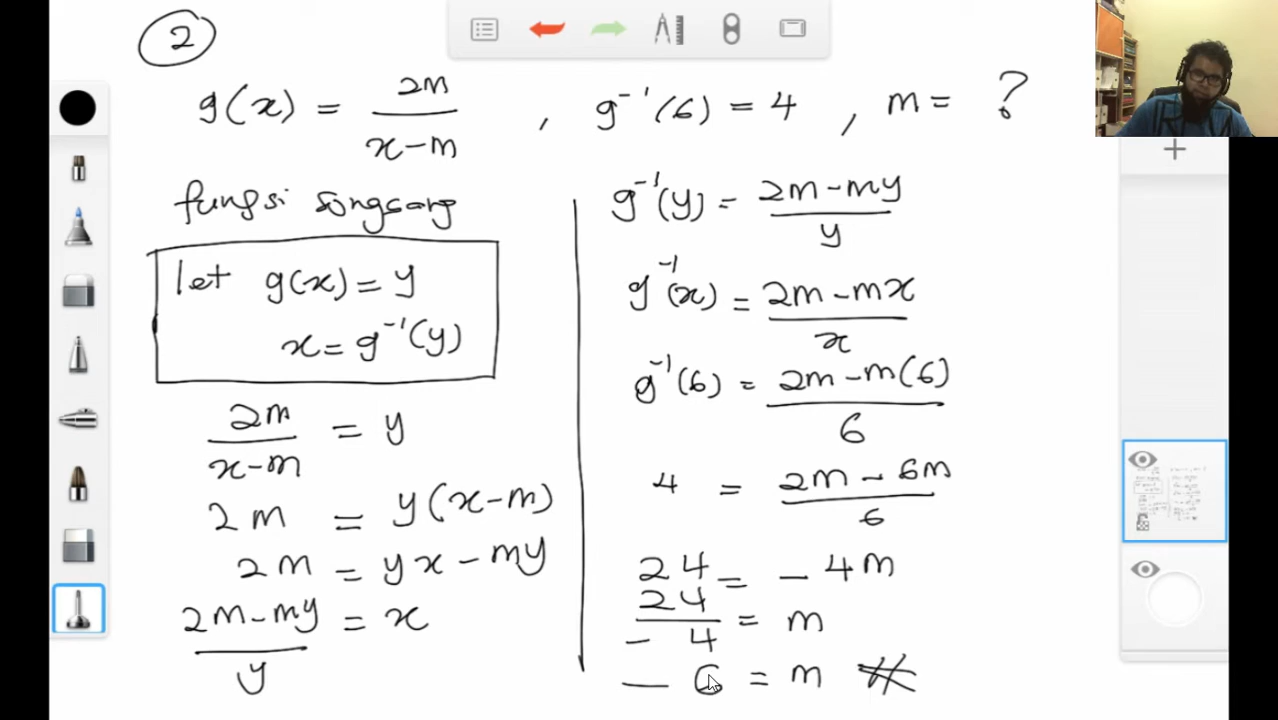 2
g(x) = 2m / (x-m) , g⁻¹(6) = 4 , m = ?
fungsi songsang
let g(x) = y
x = g⁻¹(y)
2m / (x-m) = y
2m = y(x-m)
2m = yx - my
(2m - my) / y = x
g⁻¹(y) = (2m - my) / y
g⁻¹(x) = (2m - mx) / x
g⁻¹(6) = (2m - m(6)) / 6
4 = (2m - 6m) / 6
24 = -4m
24 / -4 = m
-6 = m